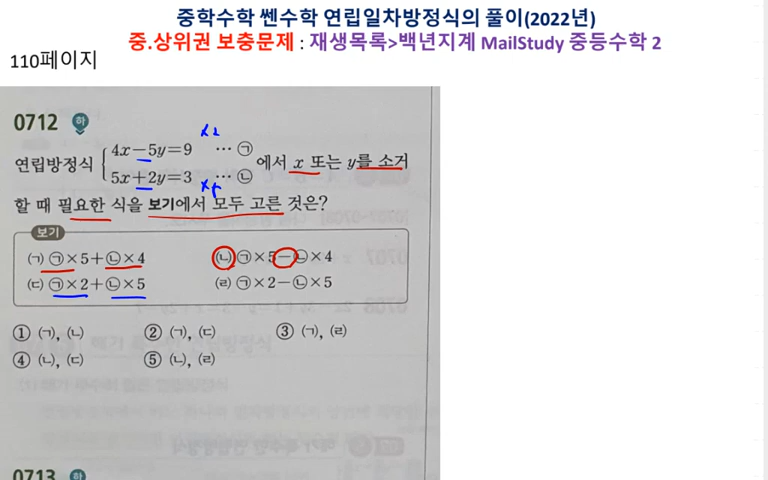 중학수학 쎈수학 연립일차방정식의 풀이(2022년)
중.상위권 보충문제 : 재생목록>백년지계 MailStudy 중등수학 2
110페이지
0712 하
×2
4x-5y=9 … ㉠
연립방정식 에서 x 또는 y를 소거
5x+2y=3 … ㉡
×5
할 때 필요한 식을 보기에서 모두 고른 것은?
보기
(ㄱ) ㉠×5+㉡×4 (ㄴ) ㉠×5-㉡×4
(ㄷ) ㉠×2+㉡×5 (ㄹ) ㉠×2-㉡×5
① (ㄱ), (ㄴ) ② (ㄱ), (ㄷ) ③ (ㄱ), (ㄹ)
④ (ㄴ), (ㄷ) ⑤ (ㄴ), (ㄹ)
0713 하